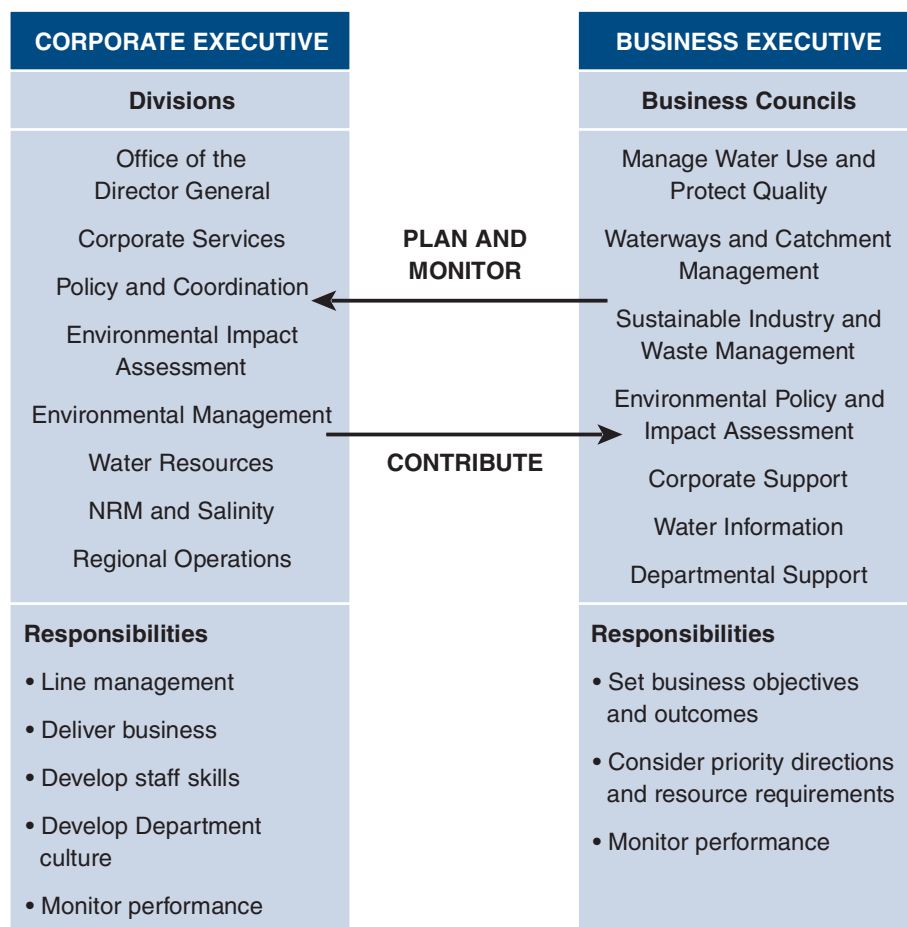 CORPORATE EXECUTIVE
Divisions
Office of the
Director General
Corporate Services
Policy and Coordination
Environmental Impact
Assessment
Environmental Management
Water Resources
NRM and Salinity
Regional Operations
Responsibilities
• Line management
• Deliver business
• Develop staff skills
• Develop Department
culture
• Monitor performance
PLAN AND
MONITOR
CONTRIBUTE
BUSINESS EXECUTIVE
Business Councils
Manage Water Use and
Protect Quality
Waterways and Catchment
Management
Sustainable Industry and
Waste Management
Environmental Policy and
Impact Assessment
Corporate Support
Water Information
Departmental Support
Responsibilities
• Set business objectives
and outcomes
• Consider priority directions
and resource requirements
• Monitor performance